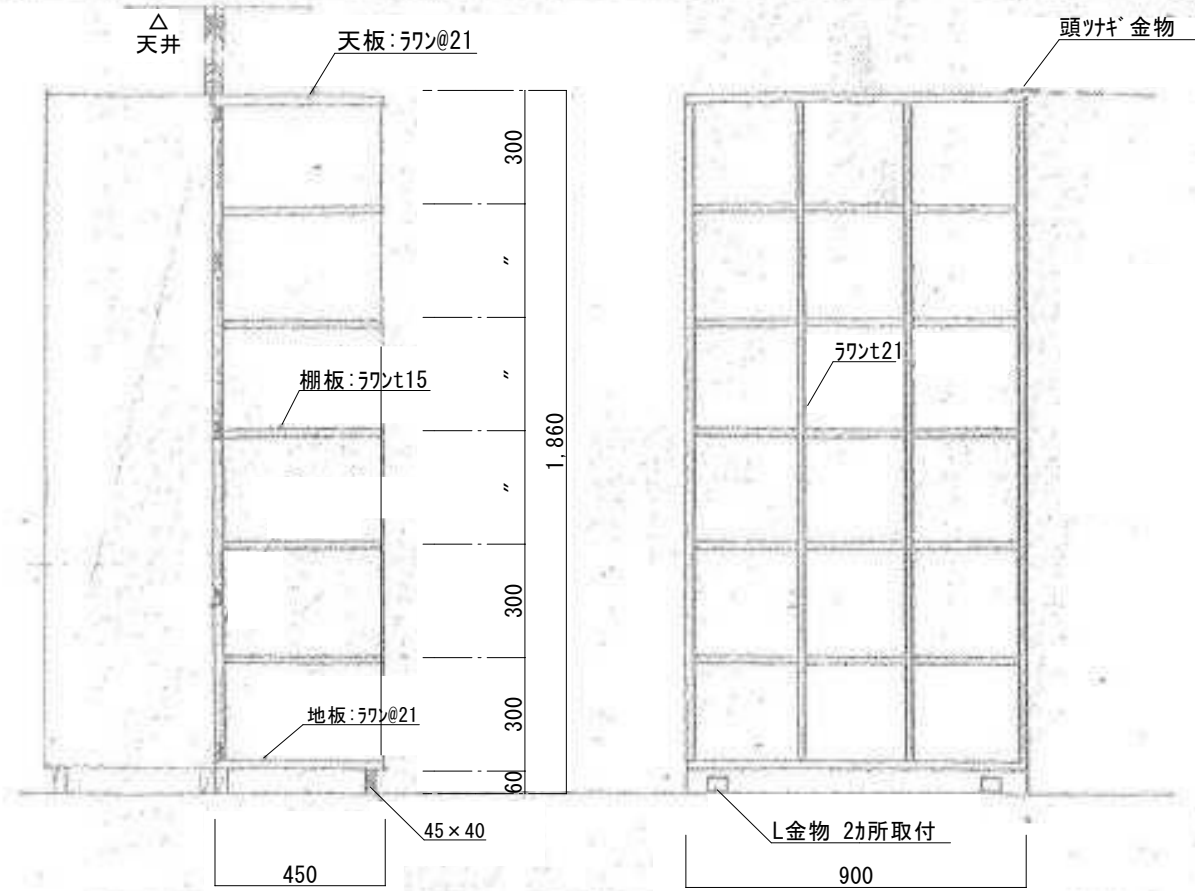 △
天井
天板:ﾗﾜﾝ@21
頭ﾂﾅｷﾞ金物
300
〃
ﾗﾜﾝt21
棚板:ﾗﾜﾝt15
〃
1,860
〃
300
地板:ﾗﾜﾝ@21
300
60
45×40
L金物 2ｶ所取付
450
900